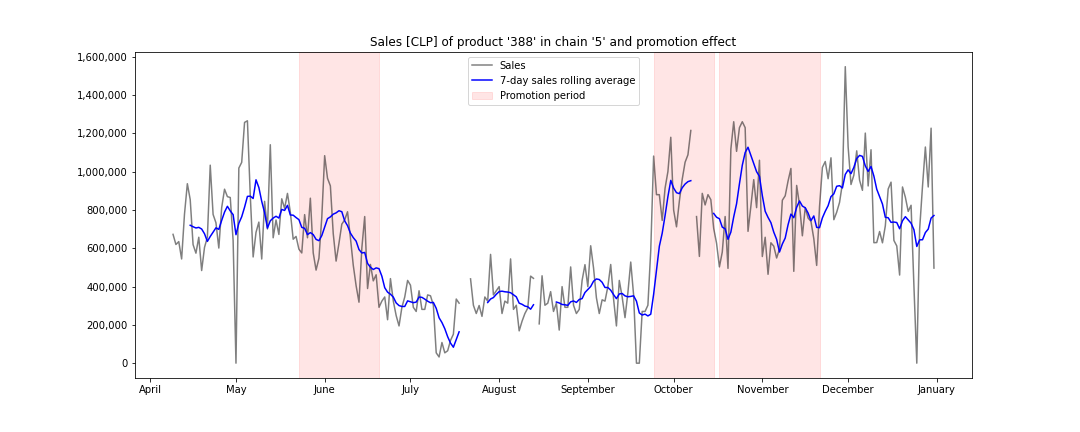 Sales [CLP] of product '388' in chain '5' and promotion effect
1,600,000
1,400,000
1,200,000
1,000,000
800,000
600,000
400,000
200,000
0
Sales
7-day sales rolling average
Promotion period
April
May
June
July
August
September
October
November
December
January